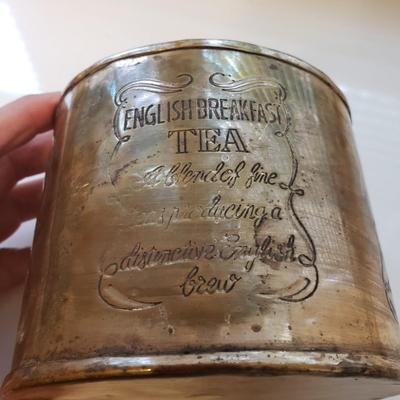 ENGLISH BREAKFAST
TEA
A blend of fine
teas producing a
distinctive English
brew